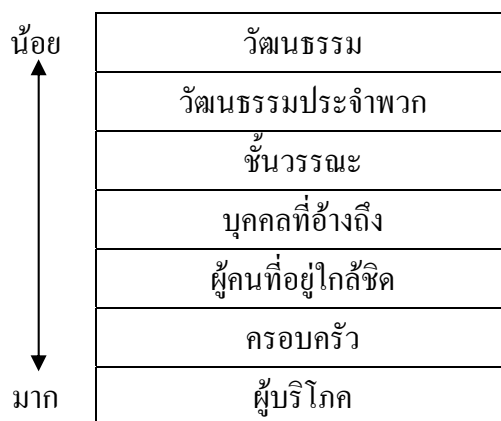 น้อย วัฒนธรรม
วัฒนธรรมประจำพวก
ชั้นวรรณะ
บุคคลที่อ้างถึง
ผู้คนที่อยู่ใกล้ชิด
ครอบครัว
มาก ผู้บริโภค